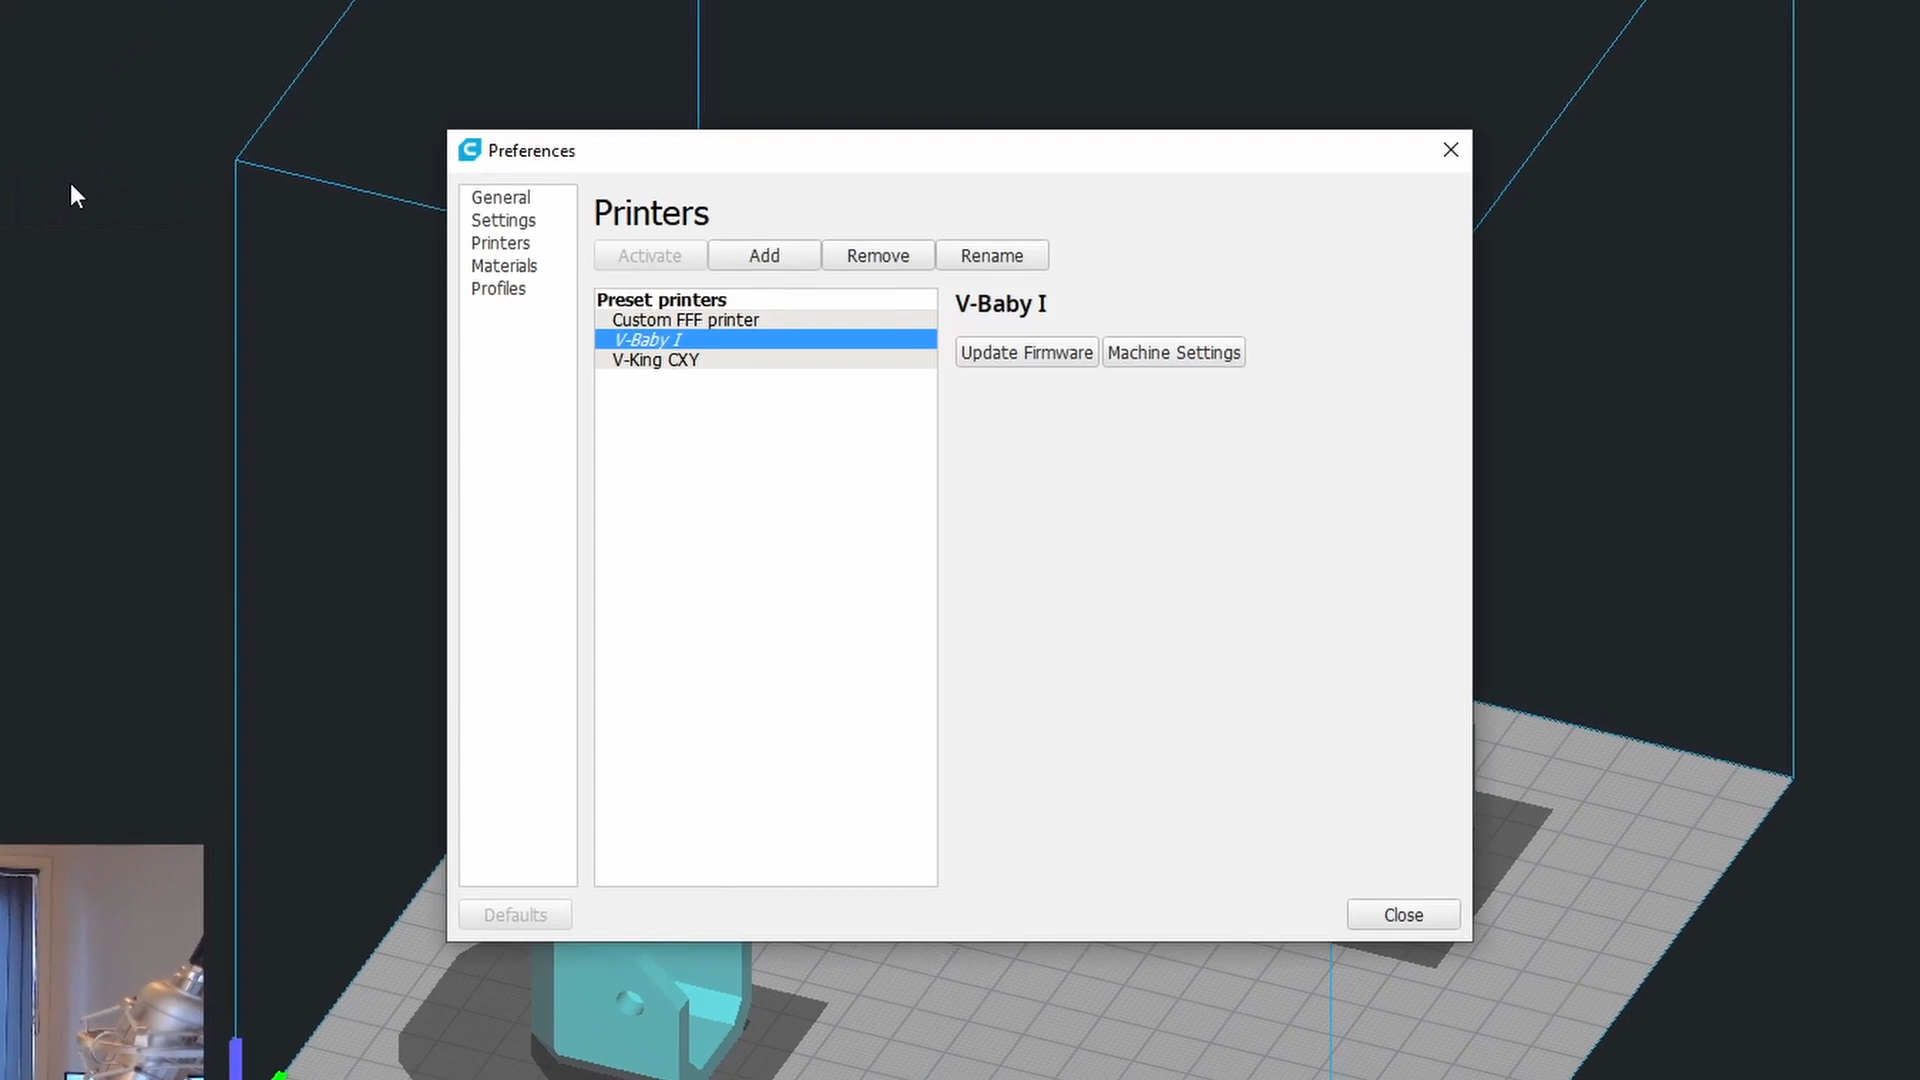 Preferences
General
Settings
Printers
Materials
Profiles
Printers
Activate
Add
Remove
Rename
Preset printers
Custom FFF printer
V-Baby I
V-King CXY
V-Baby I
Update Firmware
Machine Settings
Defaults
Close